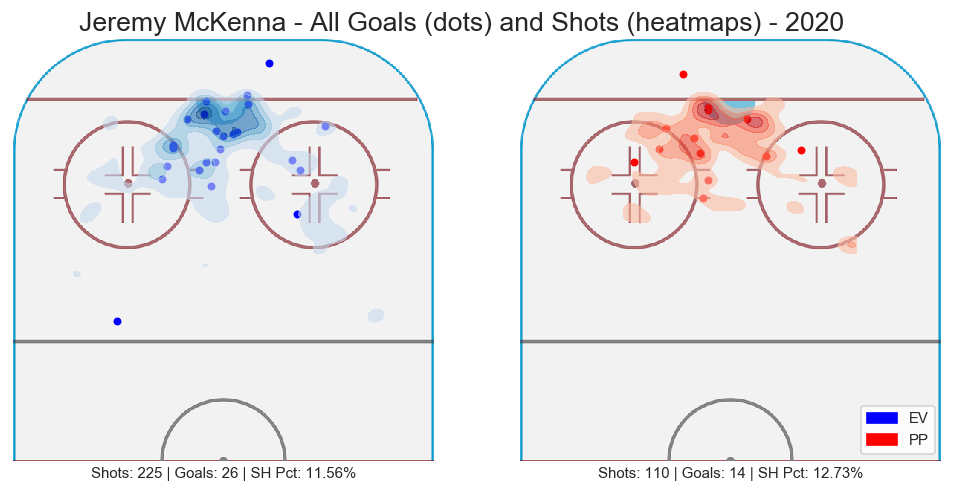 Jeremy McKenna - All Goals (dots) and Shots (heatmaps) - 2020
EV
PP
Shots: 225 | Goals: 26 | SH Pct: 11.56%
Shots: 110 | Goals: 14 | SH Pct: 12.73%